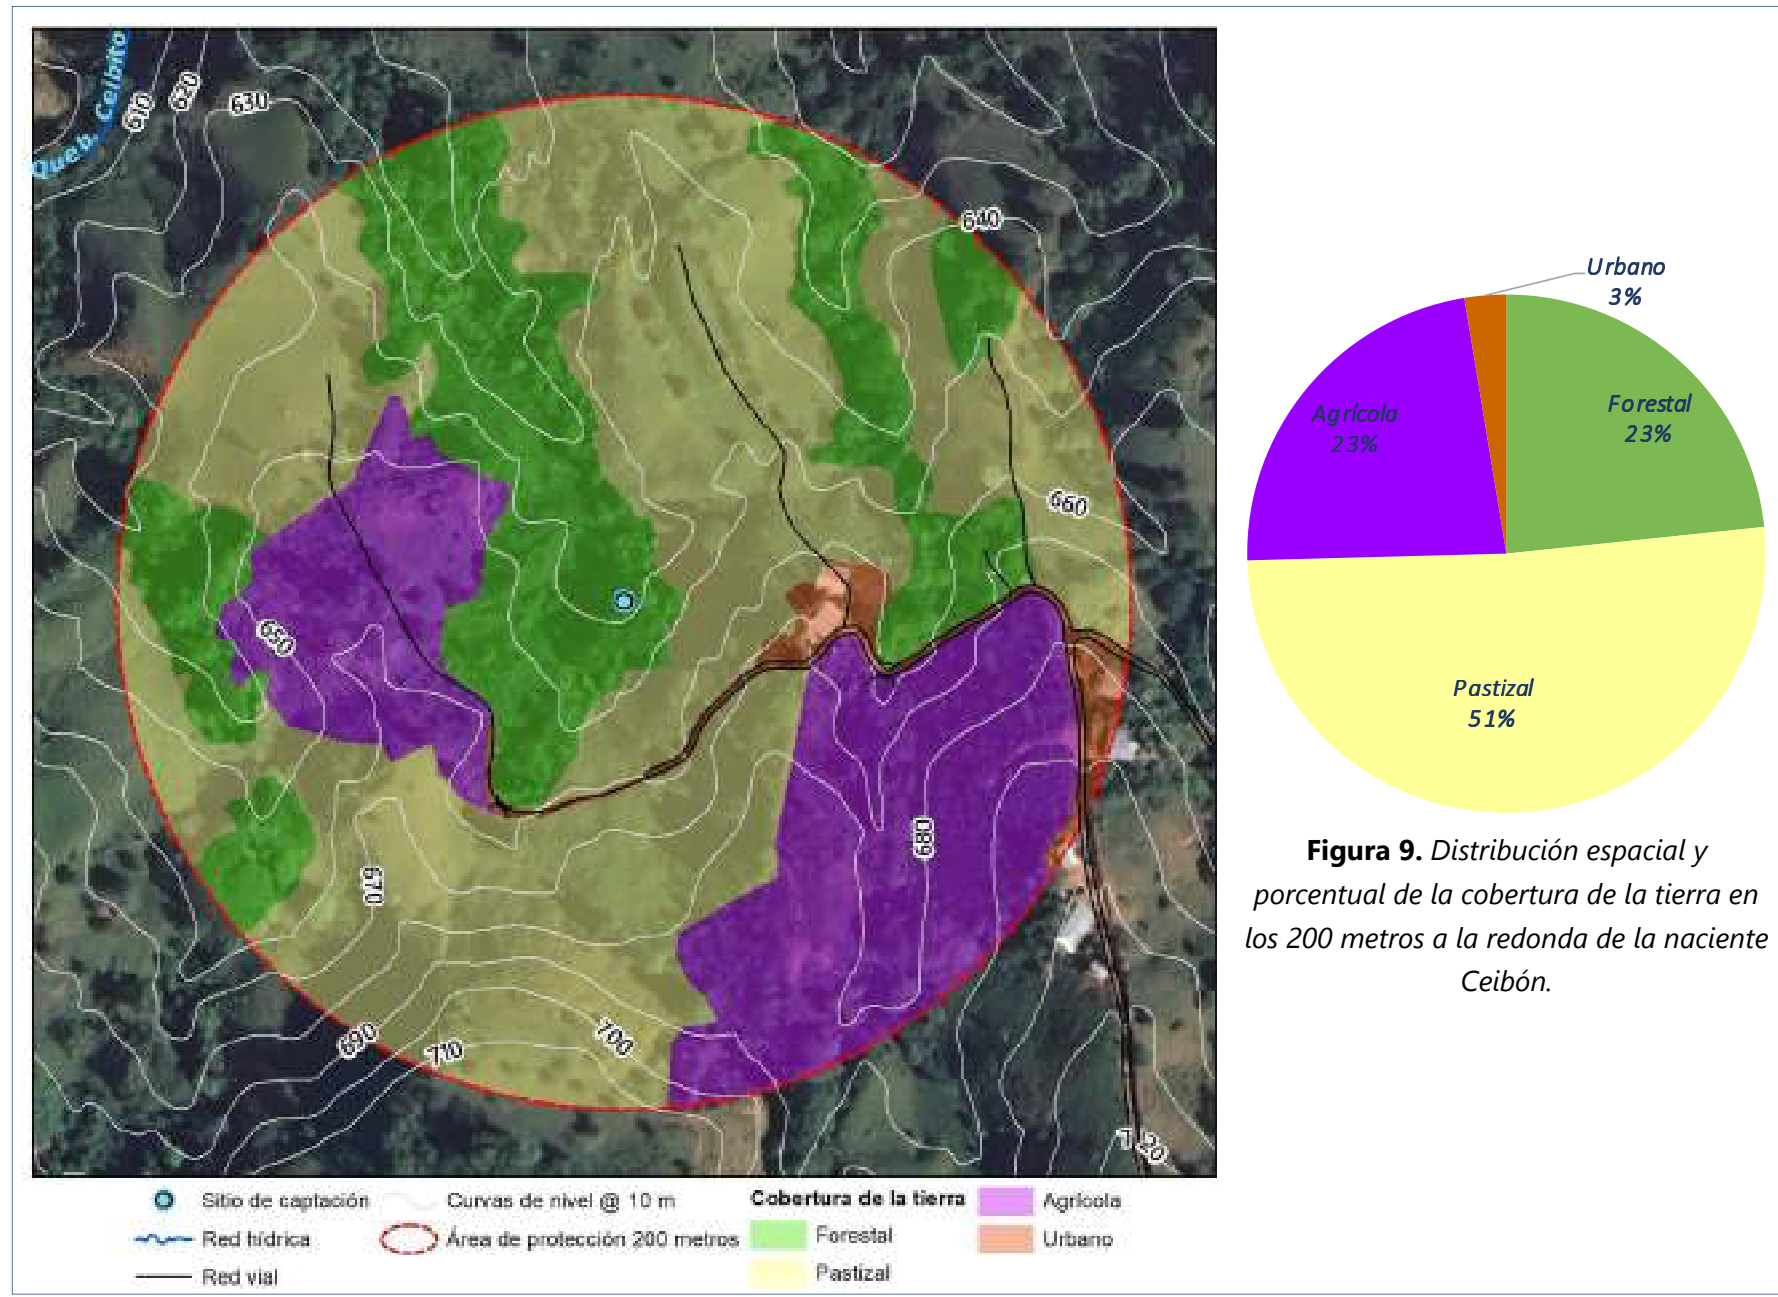 Queb. Ceibita
610
620
630
640
660
650
670
680
690
710
700
720
Sitio de captación
Red hídrica
Red vial
Curvas de nivel @ 10 m
Área de protección 200 metros
Cobertura de la tierra
Forestal
Pastizal
Agrícola
Urbano
Urbano
3%
Agrícola
23%
Forestal
23%
Pastizal
51%
Figura 9. Distribución espacial y
porcentual de la cobertura de la tierra en
los 200 metros a la redonda de la naciente
Ceibón.